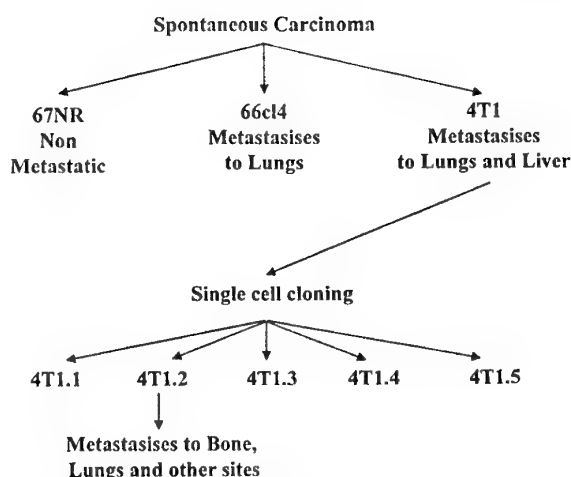 Spontaneous Carcinoma
67NR
Non
Metastatic
66cl4
Metastasises
to Lungs
4T1
Metastasises
to Lungs and Liver
Single cell cloning
4T1.1 4T1.2 4T1.3 4T1.4 4T1.5
Metastasises to Bone,
Lungs and other sites